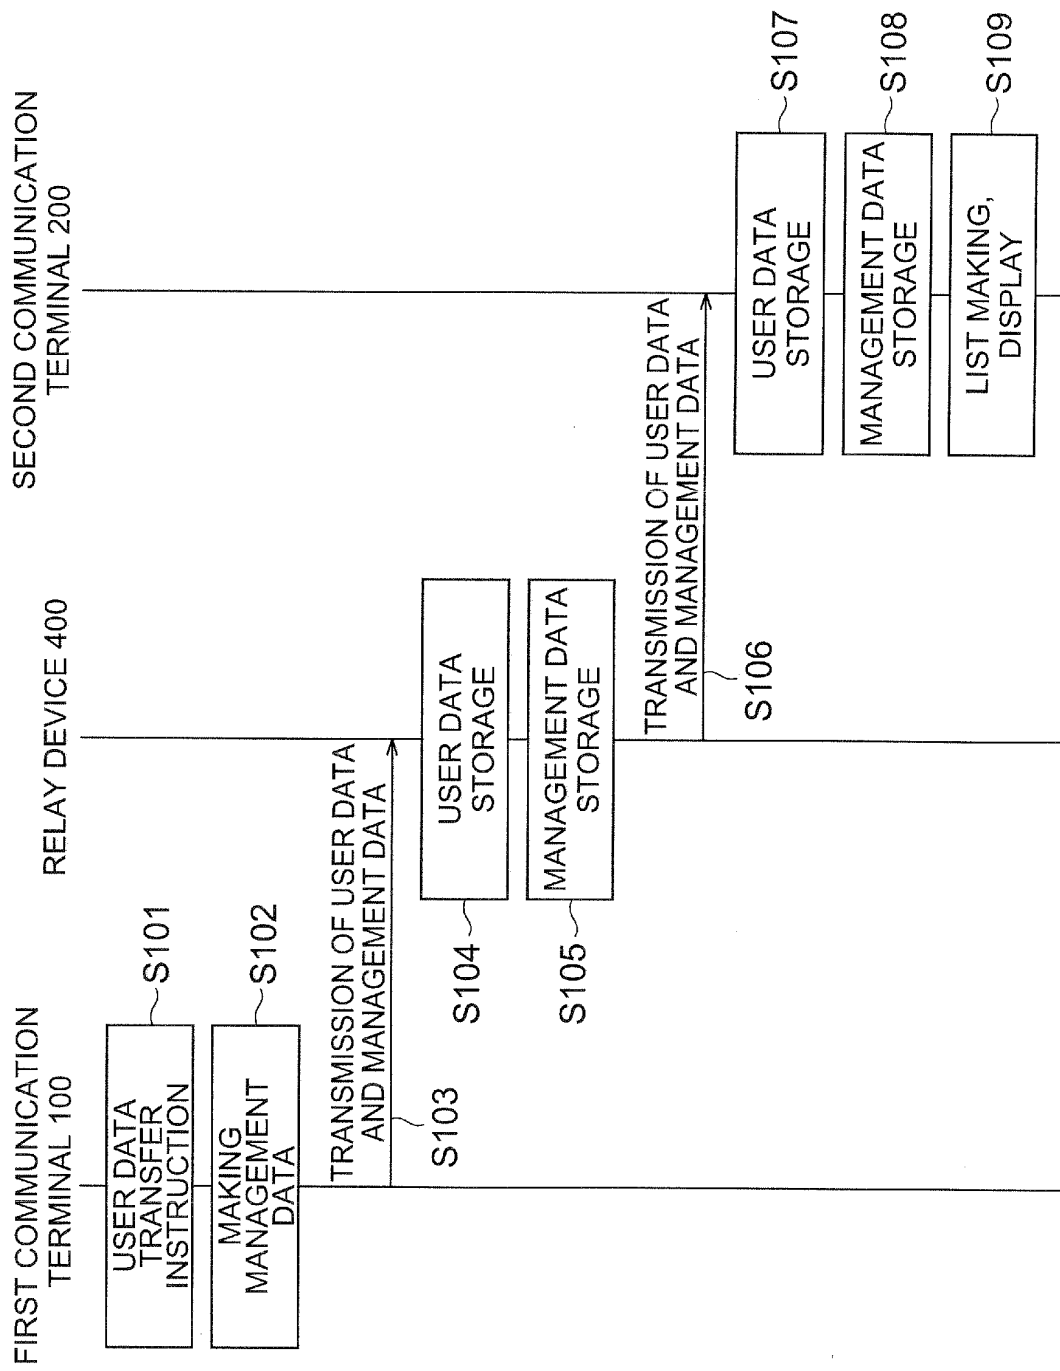 FIRST COMMUNICATION
TERMINAL 100
RELAY DEVICE 400
SECOND COMMUNICATION
TERMINAL 200
USER DATA
TRANSFER
INSTRUCTION
S101
MAKING
MANAGEMENT
DATA
S102
TRANSMISSION OF USER DATA
AND MANAGEMENT DATA
S103
USER DATA
STORAGE
S104
MANAGEMENT DATA
STORAGE
S105
TRANSMISSION OF USER DATA
AND MANAGEMENT DATA
S106
USER DATA
STORAGE
S107
MANAGEMENT DATA
STORAGE
S108
LIST MAKING,
DISPLAY
S109